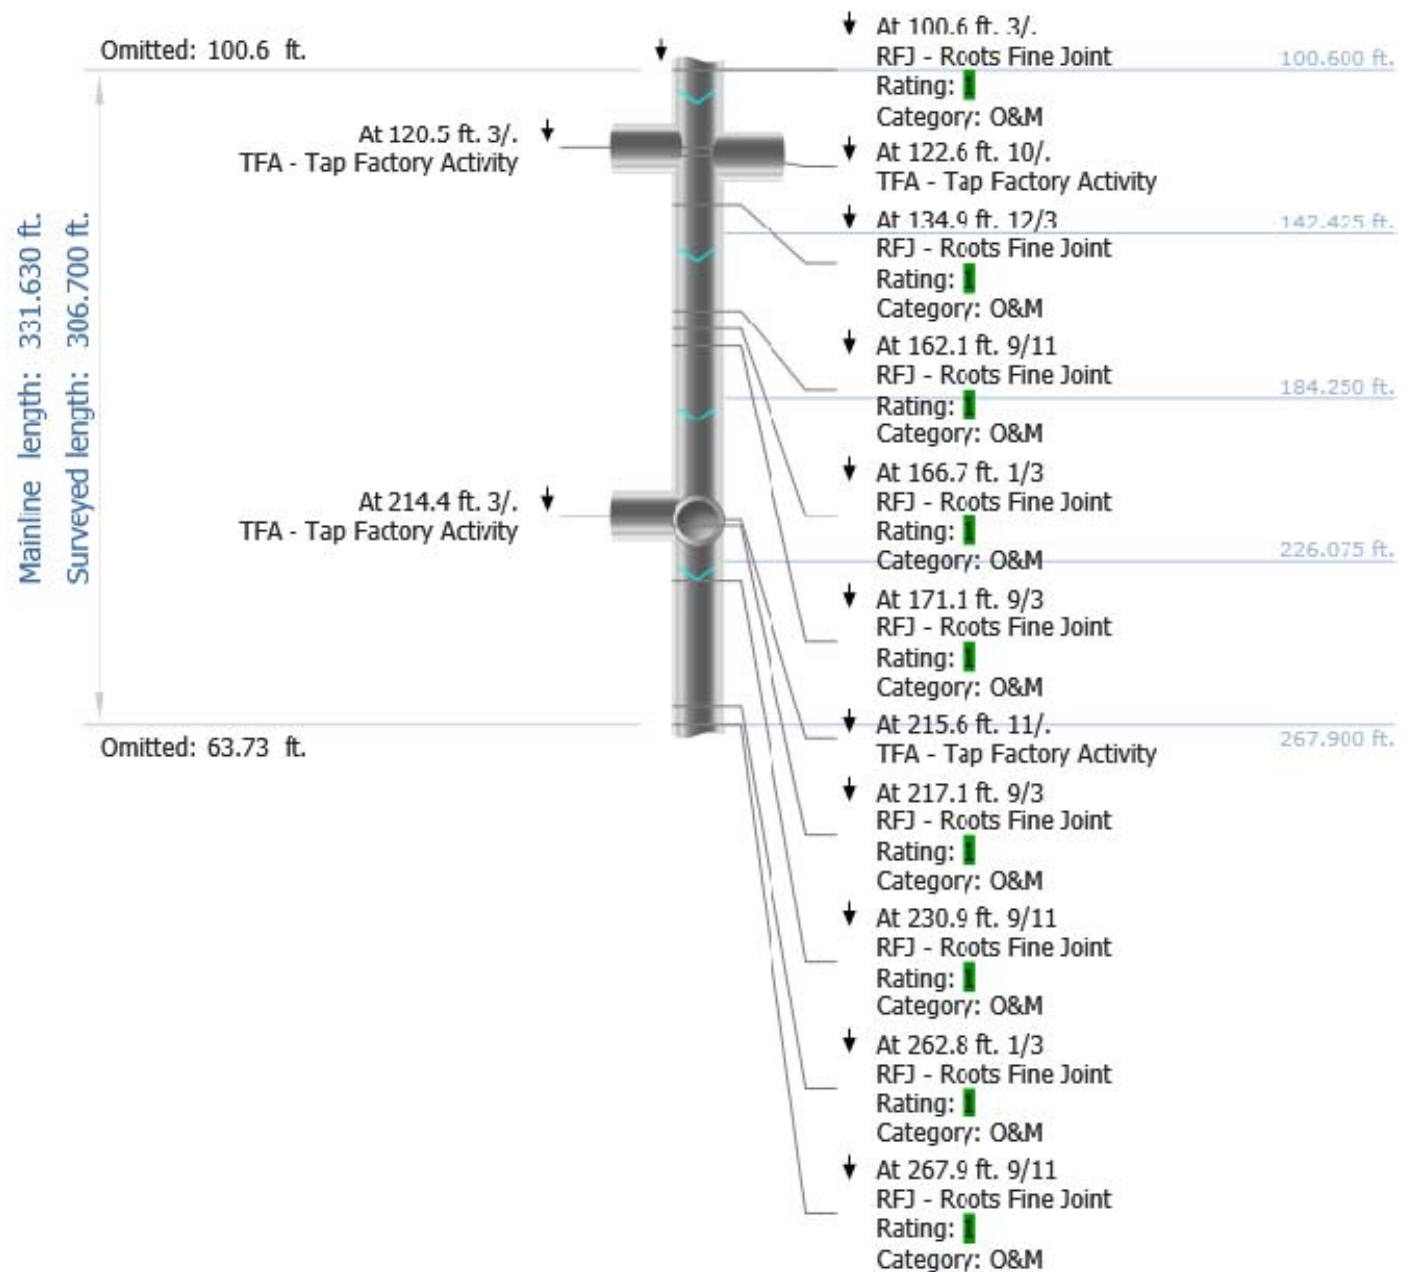 Omitted: 100.6 ft.
Mainline length: 331.630 ft.
Surveyed length: 306.700 ft.
At 120.5 ft. 3/.
TFA - Tap Factory Activity
At 214.4 ft. 3/.
TFA - Tap Factory Activity
Omitted: 63.73 ft.
At 100.6 ft. 3/.
RFJ - Roots Fine Joint
Rating:
Category: O&M
At 122.6 ft. 10/.
TFA - Tap Factory Activity
At 134.9 ft. 12/3
RFJ - Roots Fine Joint
Rating:
Category: O&M
At 162.1 ft. 9/11
RFJ - Roots Fine Joint
Rating:
Category: O&M
At 166.7 ft. 1/3
RFJ - Roots Fine Joint
Rating:
Category: O&M
At 171.1 ft. 9/3
RFJ - Roots Fine Joint
Rating:
Category: O&M
At 215.6 ft. 11/.
TFA - Tap Factory Activity
At 217.1 ft. 9/3
RFJ - Roots Fine Joint
Rating:
Category: O&M
At 230.9 ft. 9/11
RFJ - Roots Fine Joint
Rating:
Category: O&M
At 262.8 ft. 1/3
RFJ - Roots Fine Joint
Rating:
Category: O&M
At 267.9 ft. 9/11
RFJ - Roots Fine Joint
Rating:
Category: O&M
100.600 ft.
142.425 ft.
184.250 ft.
226.075 ft.
267.900 ft.